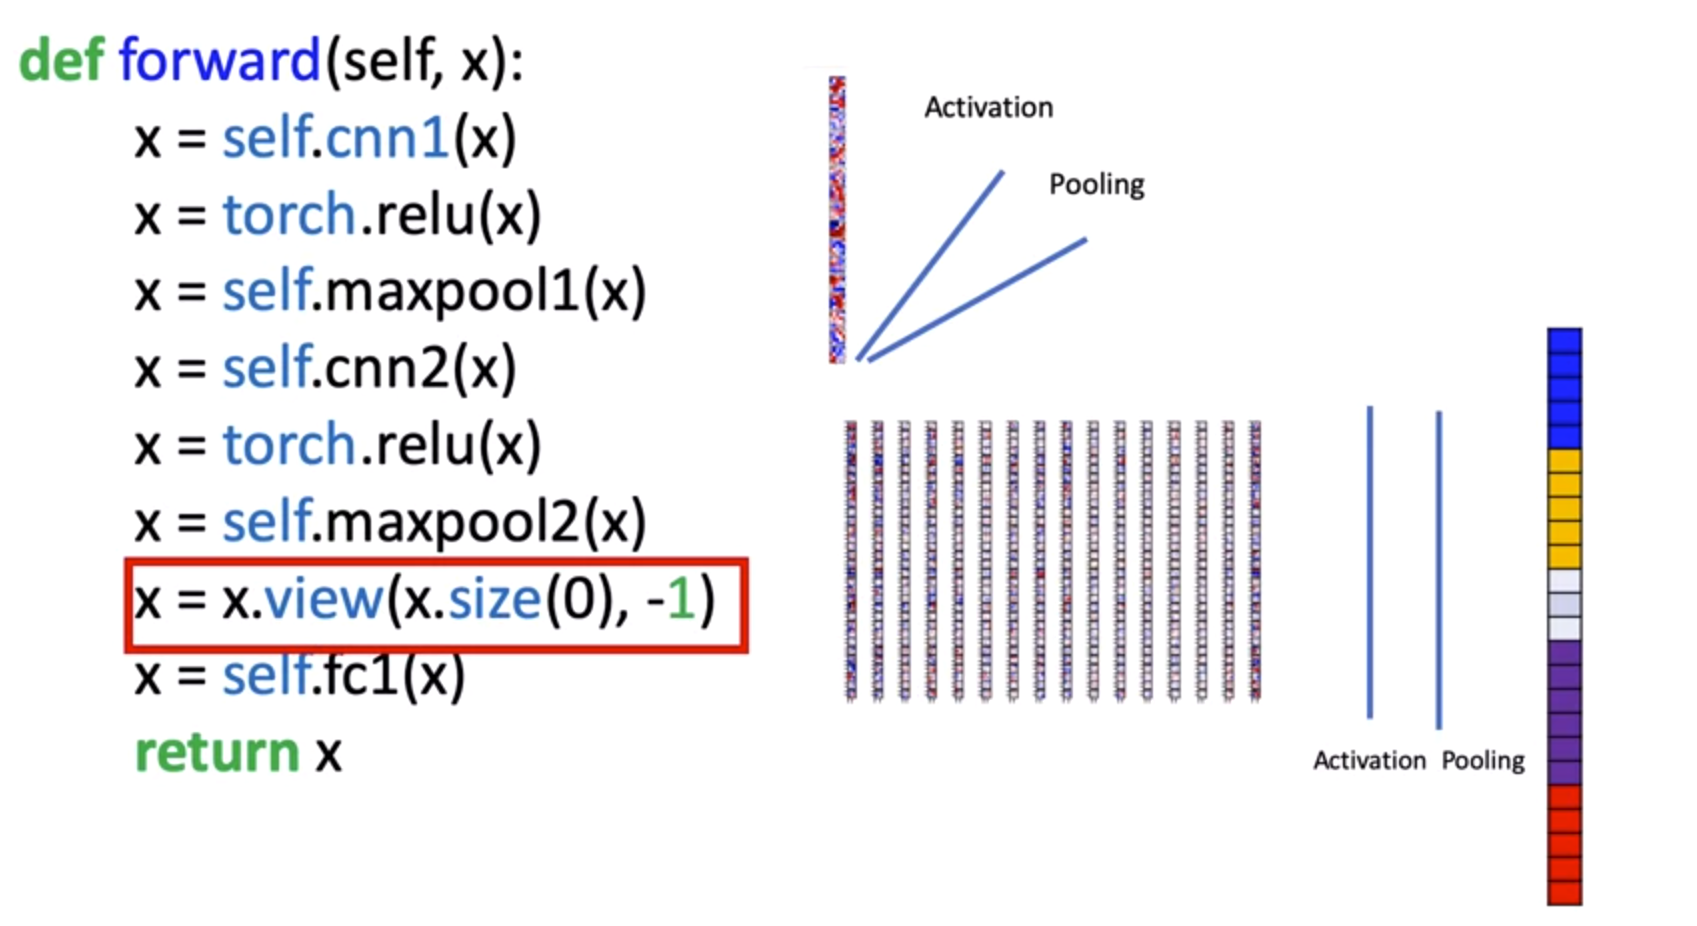 def forward(self, x):
x = self.cnn1(x)
x = torch.relu(x)
x = self.maxpool1(x)
x = self.cnn2(x)
x = torch.relu(x)
x = self.maxpool2(x)
x = x.view(x.size(0), -1)
x = self.fc1(x)
return x
Activation
Pooling
Activation Pooling